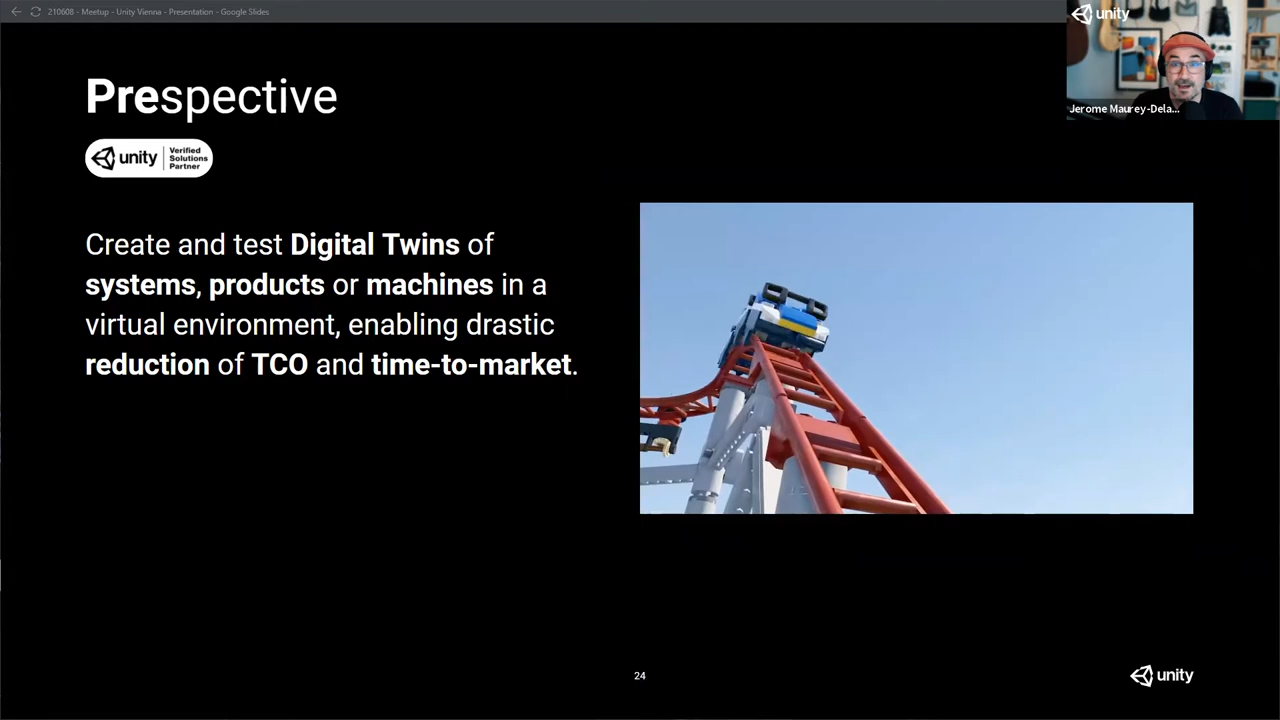 210608 - Meetup - Unity Vienna - Presentation - Google Slides
unity
Jerome Maurey-Dela...
Prespective
unity Verified Solutions Partner
Create and test Digital Twins of
systems, products or machines in a
virtual environment, enabling drastic
reduction of TCO and time-to-market.
24
unity